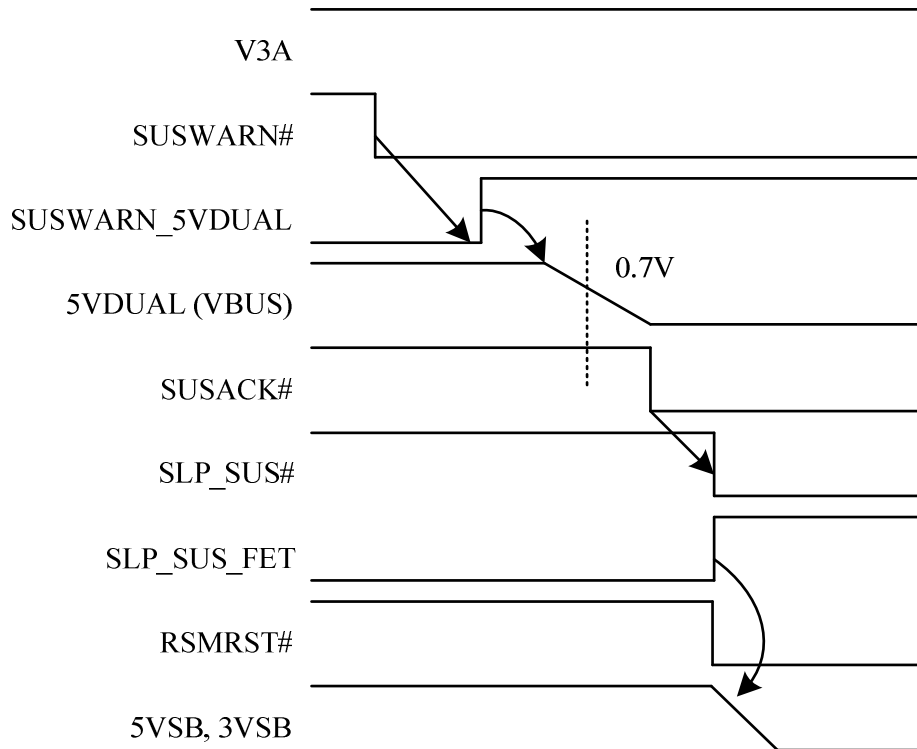 V3A
SUSWARN#
SUSWARN_5VDUAL
0.7V
5VDUAL (VBUS)
SUSACK#
SLP_SUS#
SLP_SUS_FET
RSMRST#
5VSB, 3VSB